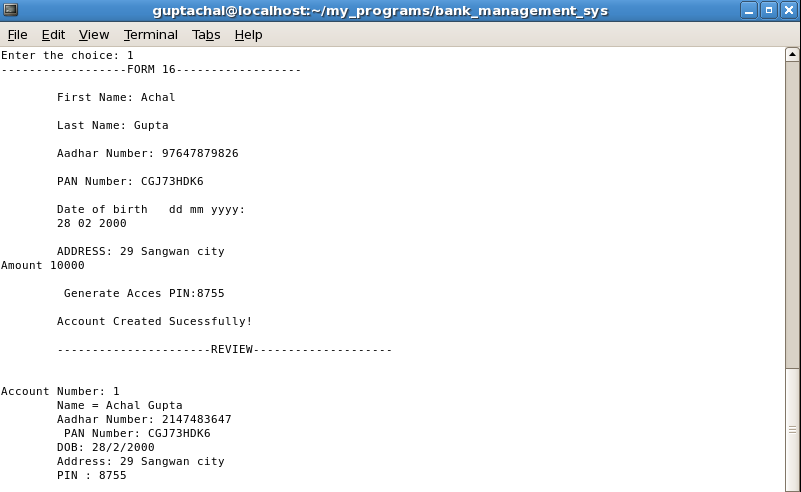 guptachal@localhost:~/my_programs/bank_management_sys
File Edit View Terminal Tabs Help
Enter the choice: 1
------------------FORM 16------------------
First Name: Achal
Last Name: Gupta
Aadhar Number: 97647879826
PAN Number: CGJ73HDK6
Date of birth   dd mm yyyy:
28 02 2000
ADDRESS: 29 Sangwan city
Amount 10000
Generate Acces PIN:8755
Account Created Sucessfully!
----------------------REVIEW--------------------
Account Number: 1
Name = Achal Gupta
Aadhar Number: 2147483647
PAN Number: CGJ73HDK6
DOB: 28/2/2000
Address: 29 Sangwan city
PIN : 8755